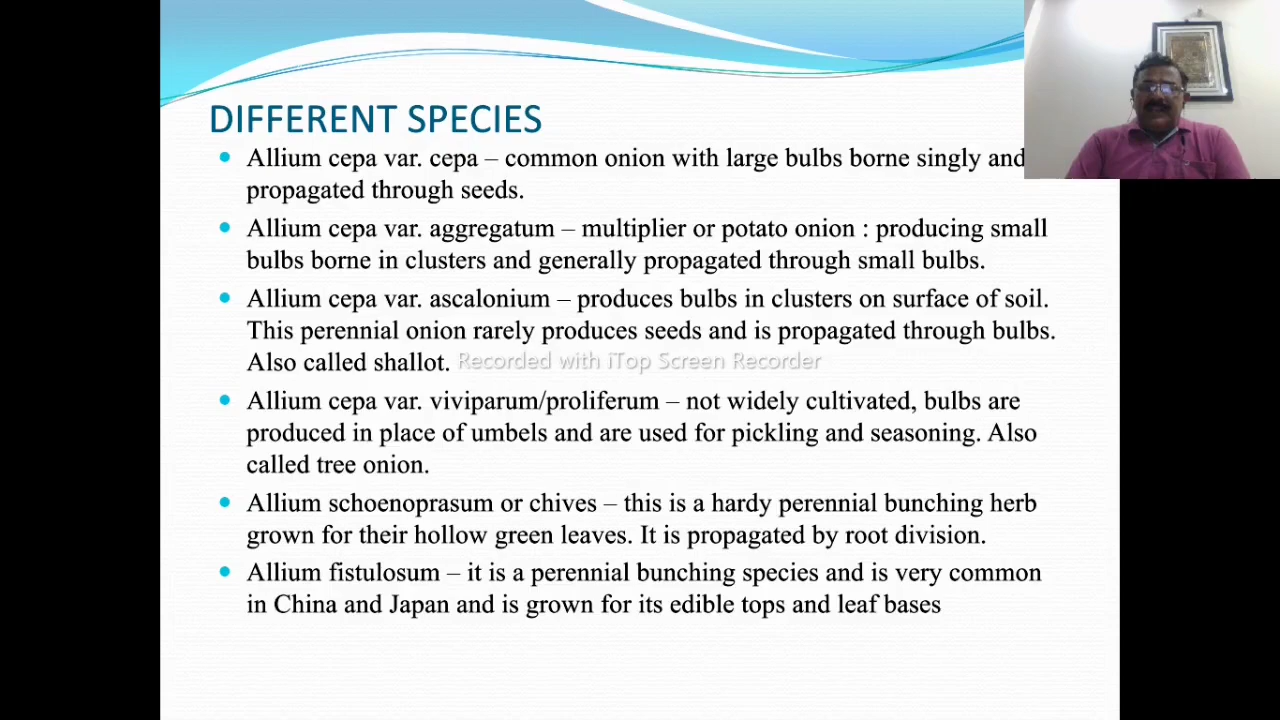 DIFFERENT SPECIES
Allium cepa var. cepa – common onion with large bulbs borne singly and
propagated through seeds.
Allium cepa var. aggregatum – multiplier or potato onion : producing small
bulbs borne in clusters and generally propagated through small bulbs.
Allium cepa var. ascalonium – produces bulbs in clusters on surface of soil.
This perennial onion rarely produces seeds and is propagated through bulbs.
Also called shallot.
Recorded with iTop Screen Recorder
Allium cepa var. viviparum/proliferum – not widely cultivated, bulbs are
produced in place of umbels and are used for pickling and seasoning. Also
called tree onion.
Allium schoenoprasum or chives – this is a hardy perennial bunching herb
grown for their hollow green leaves. It is propagated by root division.
Allium fistulosum – it is a perennial bunching species and is very common
in China and Japan and is grown for its edible tops and leaf bases